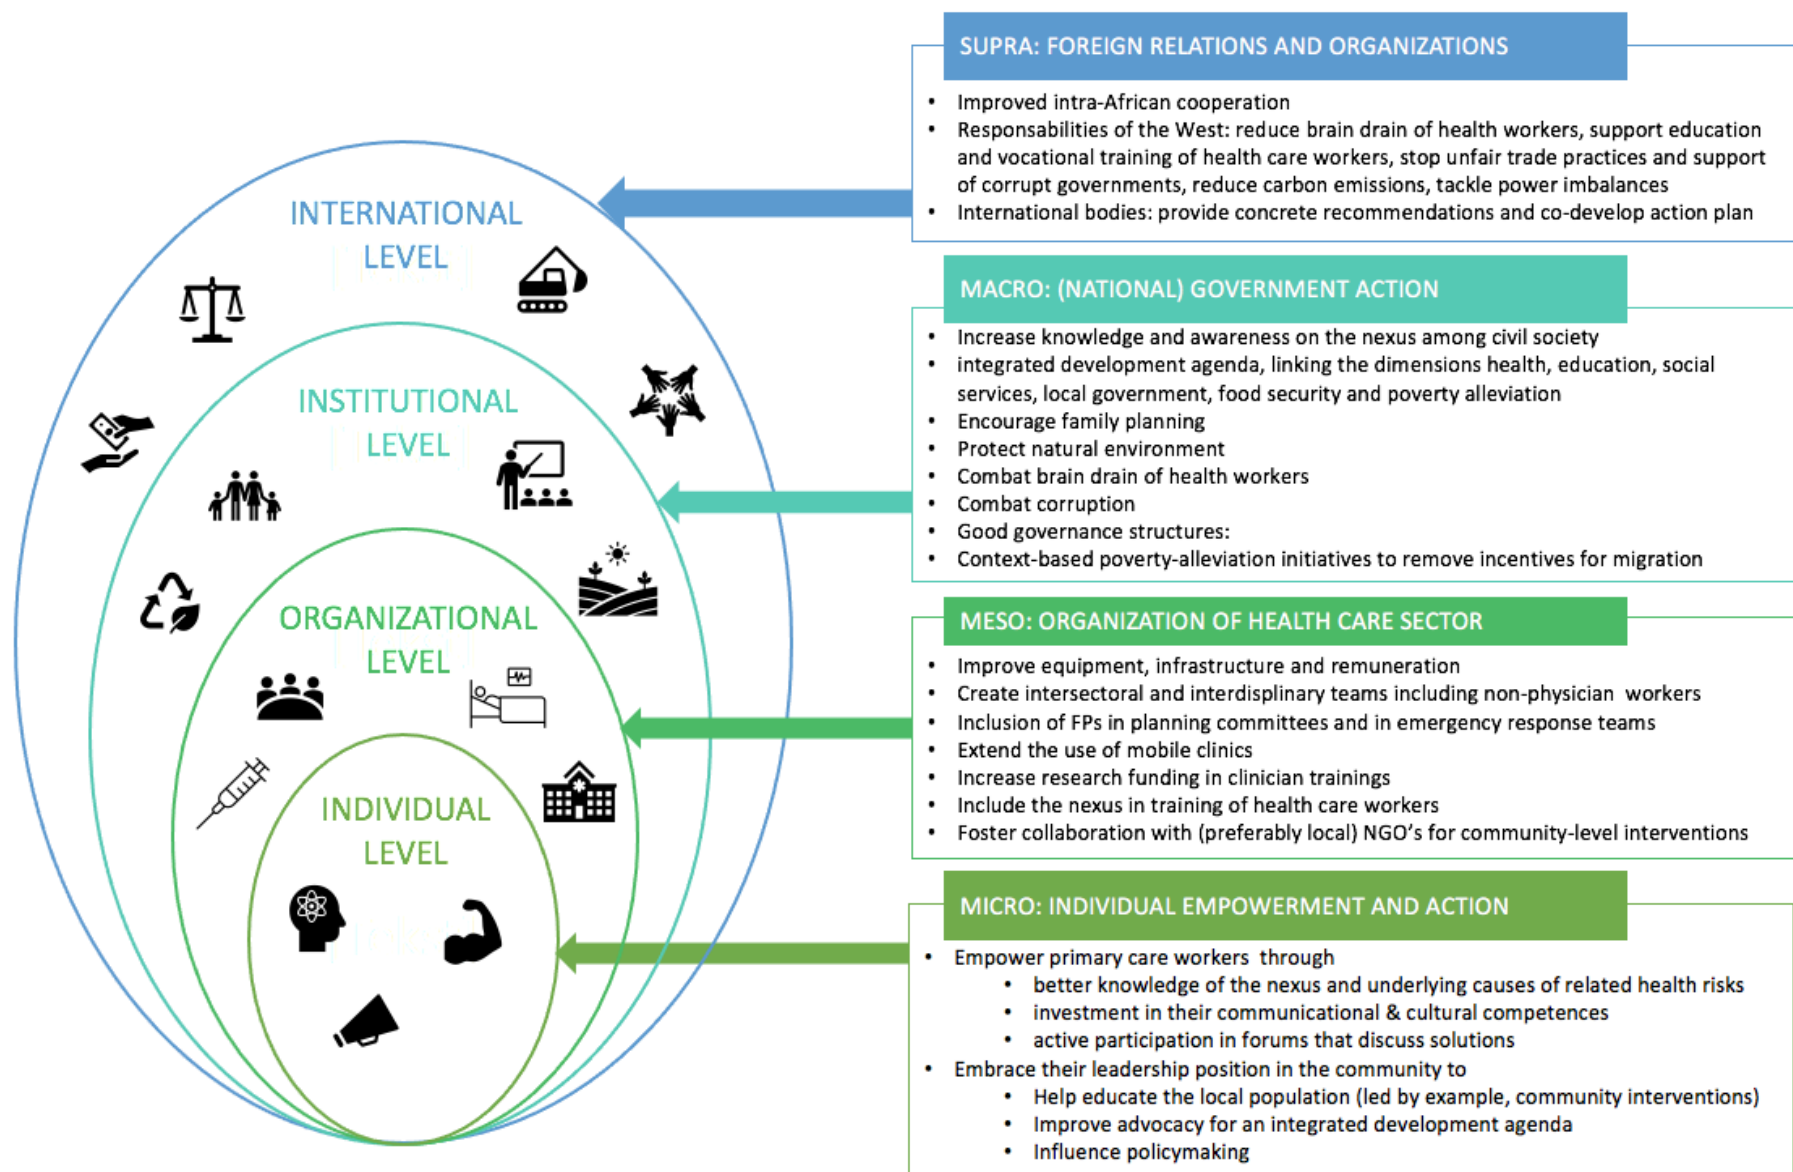 INTERNATIONAL
LEVEL
INSTITUTIONAL
LEVEL
ORGANIZATIONAL
LEVEL
INDIVIDUAL
LEVEL
SUPRA: FOREIGN RELATIONS AND ORGANIZATIONS
• Improved intra-African cooperation
• Responsabilities of the West: reduce brain drain of health workers, support education
and vocational training of health care workers, stop unfair trade practices and support
of corrupt governments, reduce carbon emissions, tackle power imbalances
• International bodies: provide concrete recommendations and co-develop action plan
MACRO: (NATIONAL) GOVERNMENT ACTION
• Increase knowledge and awareness on the nexus among civil society
• integrated development agenda, linking the dimensions health, education, social
services, local government, food security and poverty alleviation
• Encourage family planning
• Protect natural environment
• Combat brain drain of health workers
• Combat corruption
• Good governance structures:
• Context-based poverty-alleviation initiatives to remove incentives for migration
MESO: ORGANIZATION OF HEALTH CARE SECTOR
• Improve equipment, infrastructure and remuneration
• Create intersectoral and interdisplinary teams including non-physician workers
• Inclusion of FPs in planning committees and in emergency response teams
• Extend the use of mobile clinics
• Increase research funding in clinician trainings
• Include the nexus in training of health care workers
• Foster collaboration with (preferably local) NGO's for community-level interventions
MICRO: INDIVIDUAL EMPOWERMENT AND ACTION
• Empower primary care workers through
• better knowledge of the nexus and underlying causes of related health risks
• investment in their communicational & cultural competences
• active participation in forums that discuss solutions
• Embrace their leadership position in the community to
• Help educate the local population (led by example, community interventions)
• Improve advocacy for an integrated development agenda
• Influence policymaking